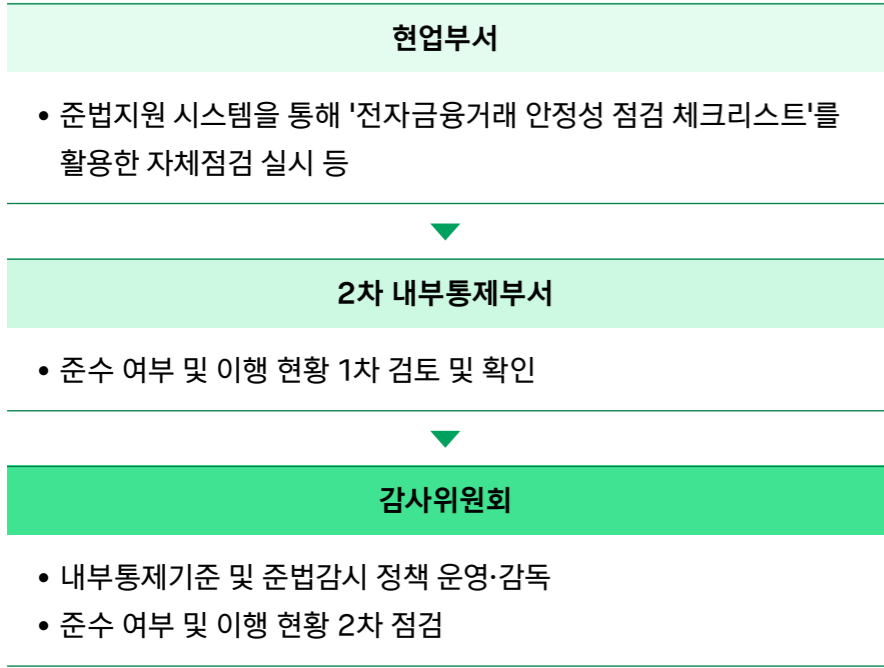 현업부서
• 준법지원 시스템을 통해 '전자금융거래 안정성 점검 체크리스트'를
활용한 자체점검 실시 등
2차 내부통제부서
• 준수 여부 및 이행 현황 1차 검토 및 확인
감사위원회
• 내부통제기준 및 준법감시 정책 운영·감독
• 준수 여부 및 이행 현황 2차 점검